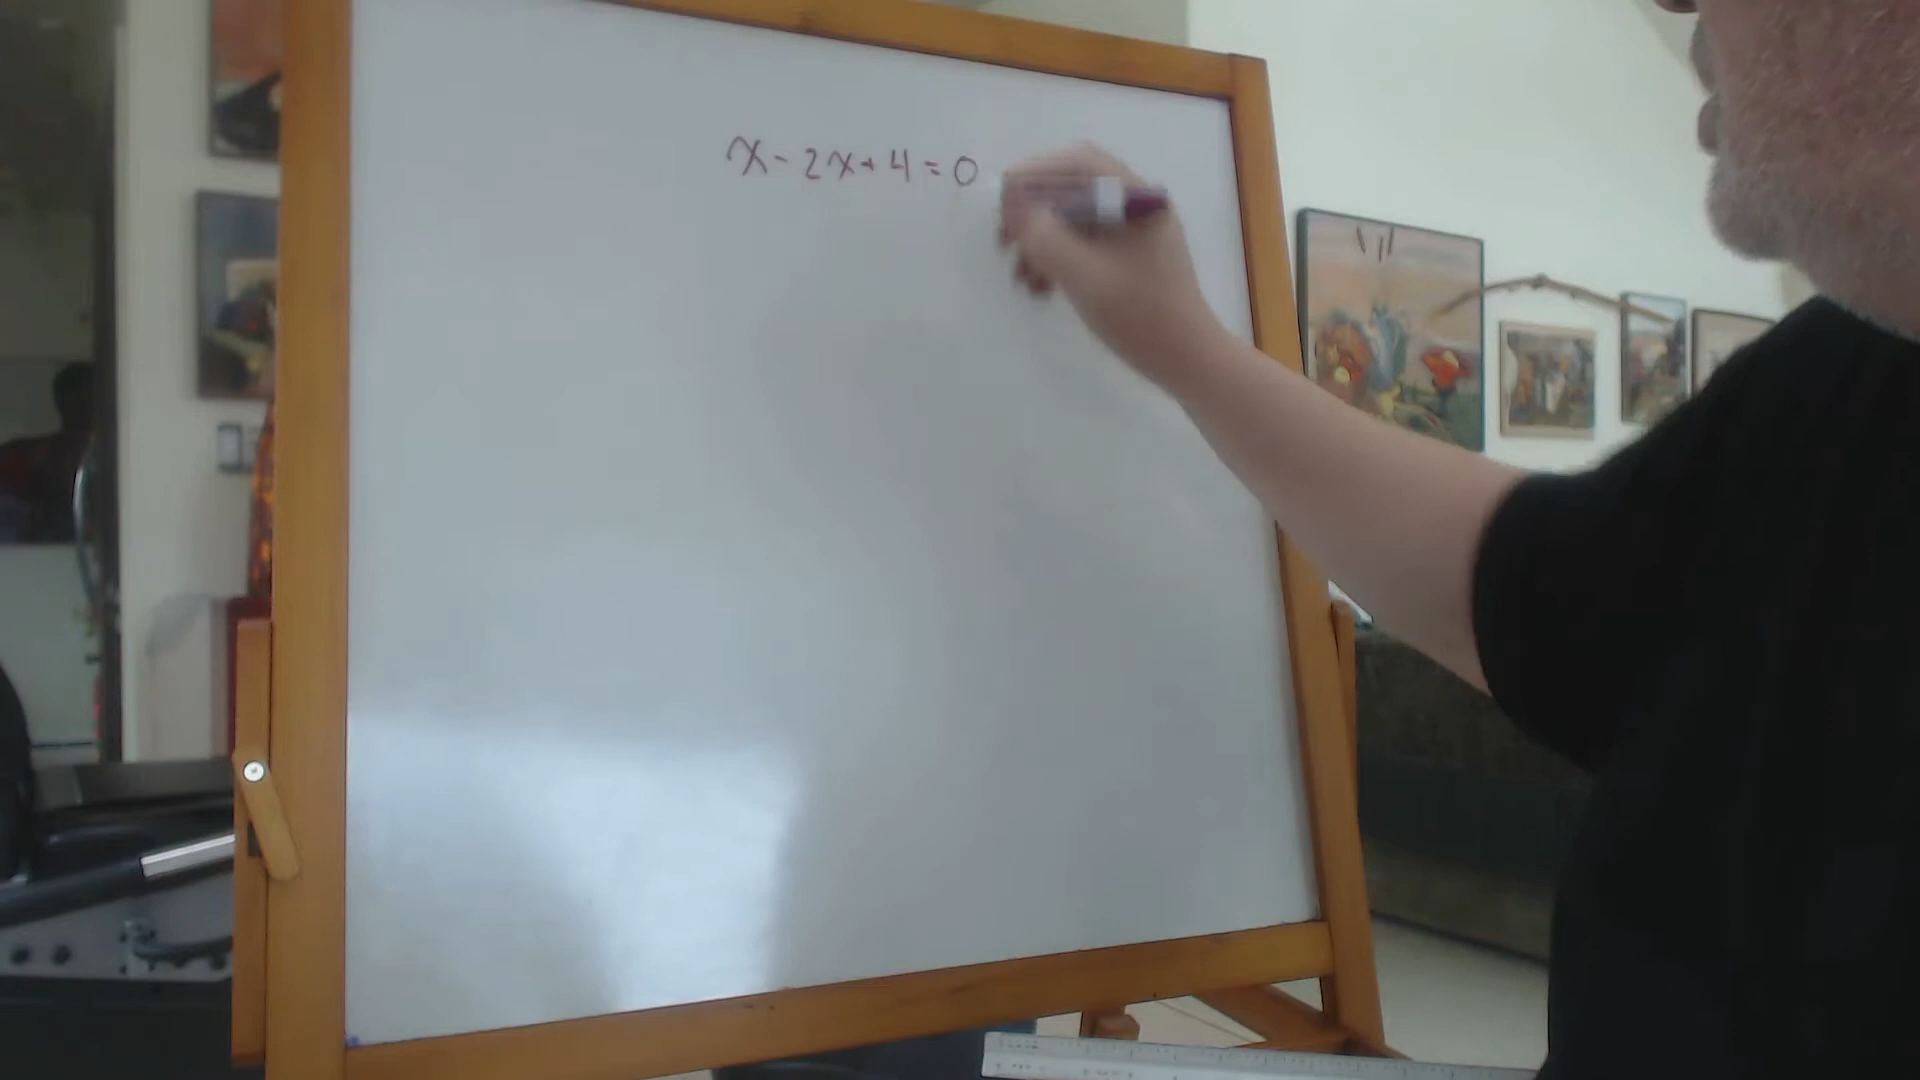 x - 2x + 4 = 0